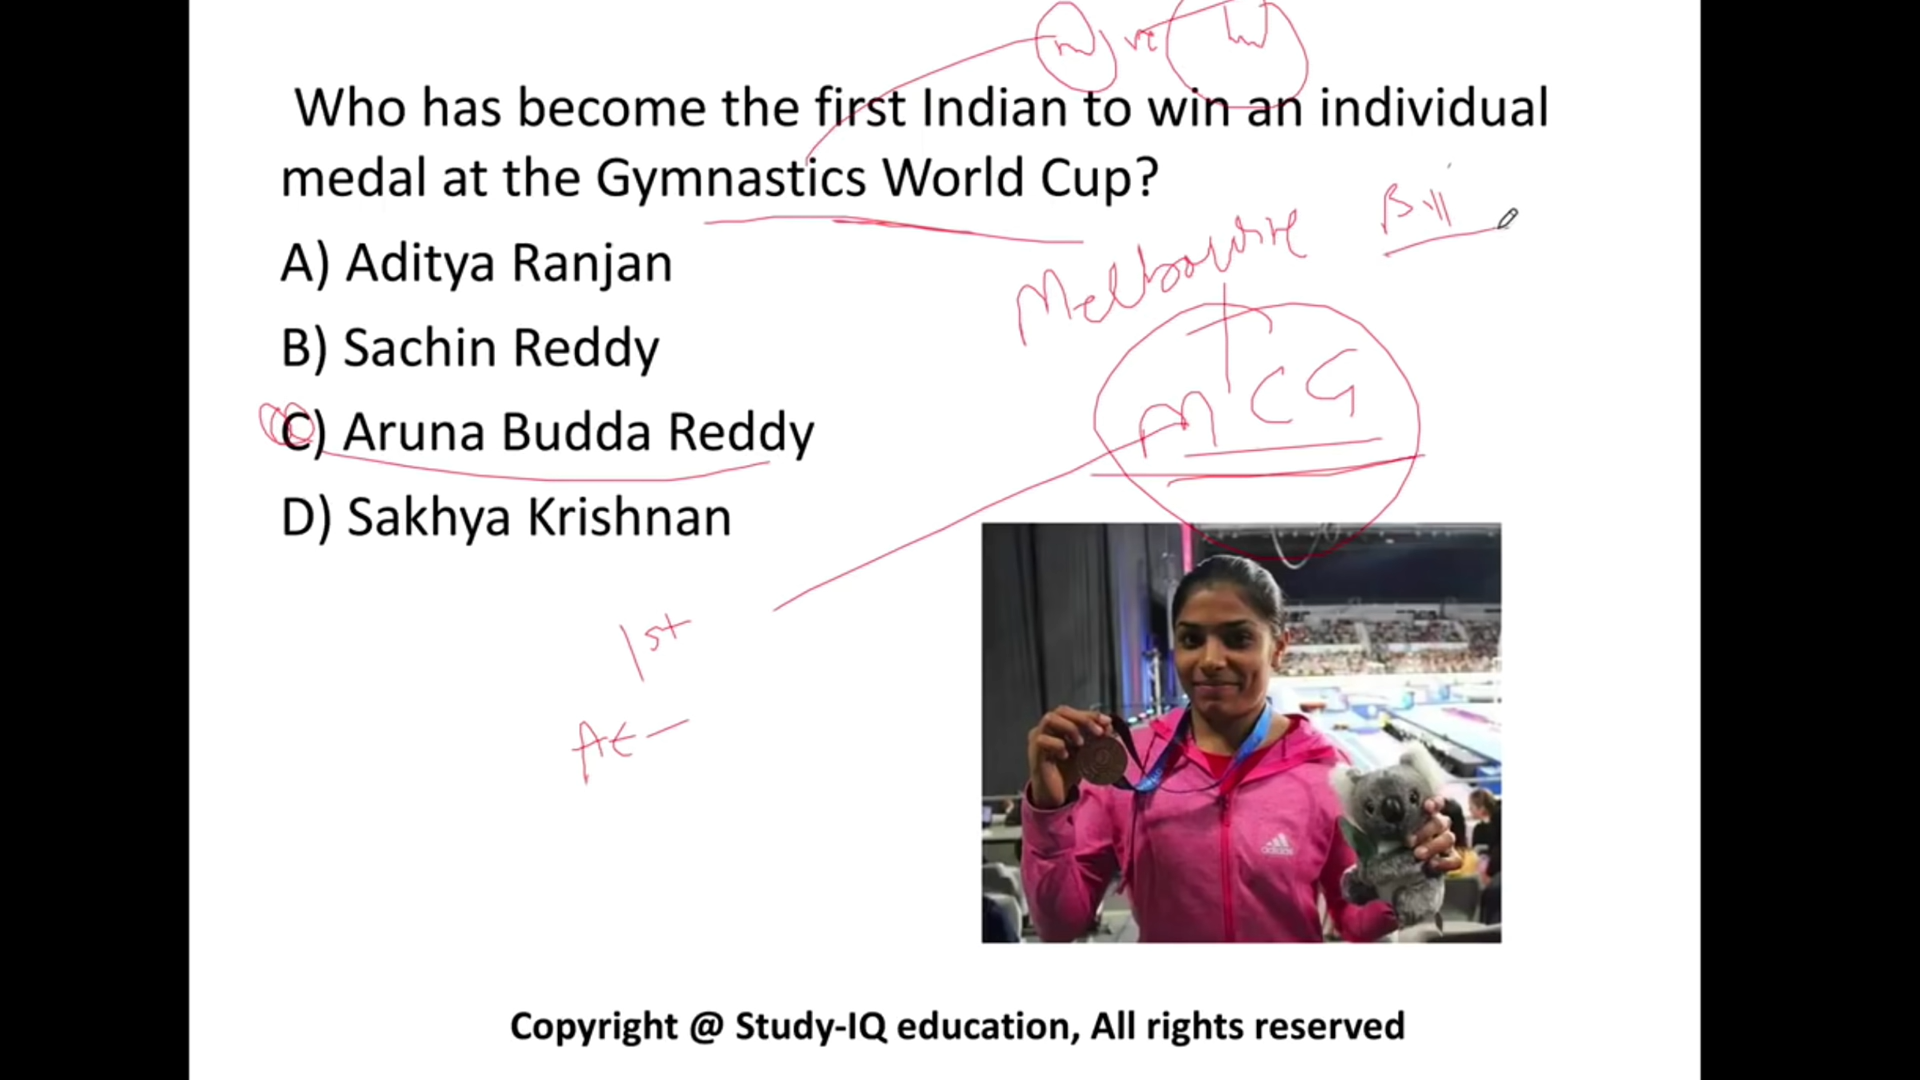 Who has become the first Indian to win an individual
medal at the Gymnastics World Cup?
A) Aditya Ranjan
B) Sachin Reddy
C) Aruna Budda Reddy
D) Sakhya Krishnan
Melbourne
MCG
1st
adidas
Copyright @ Study-IQ education, All rights reserved